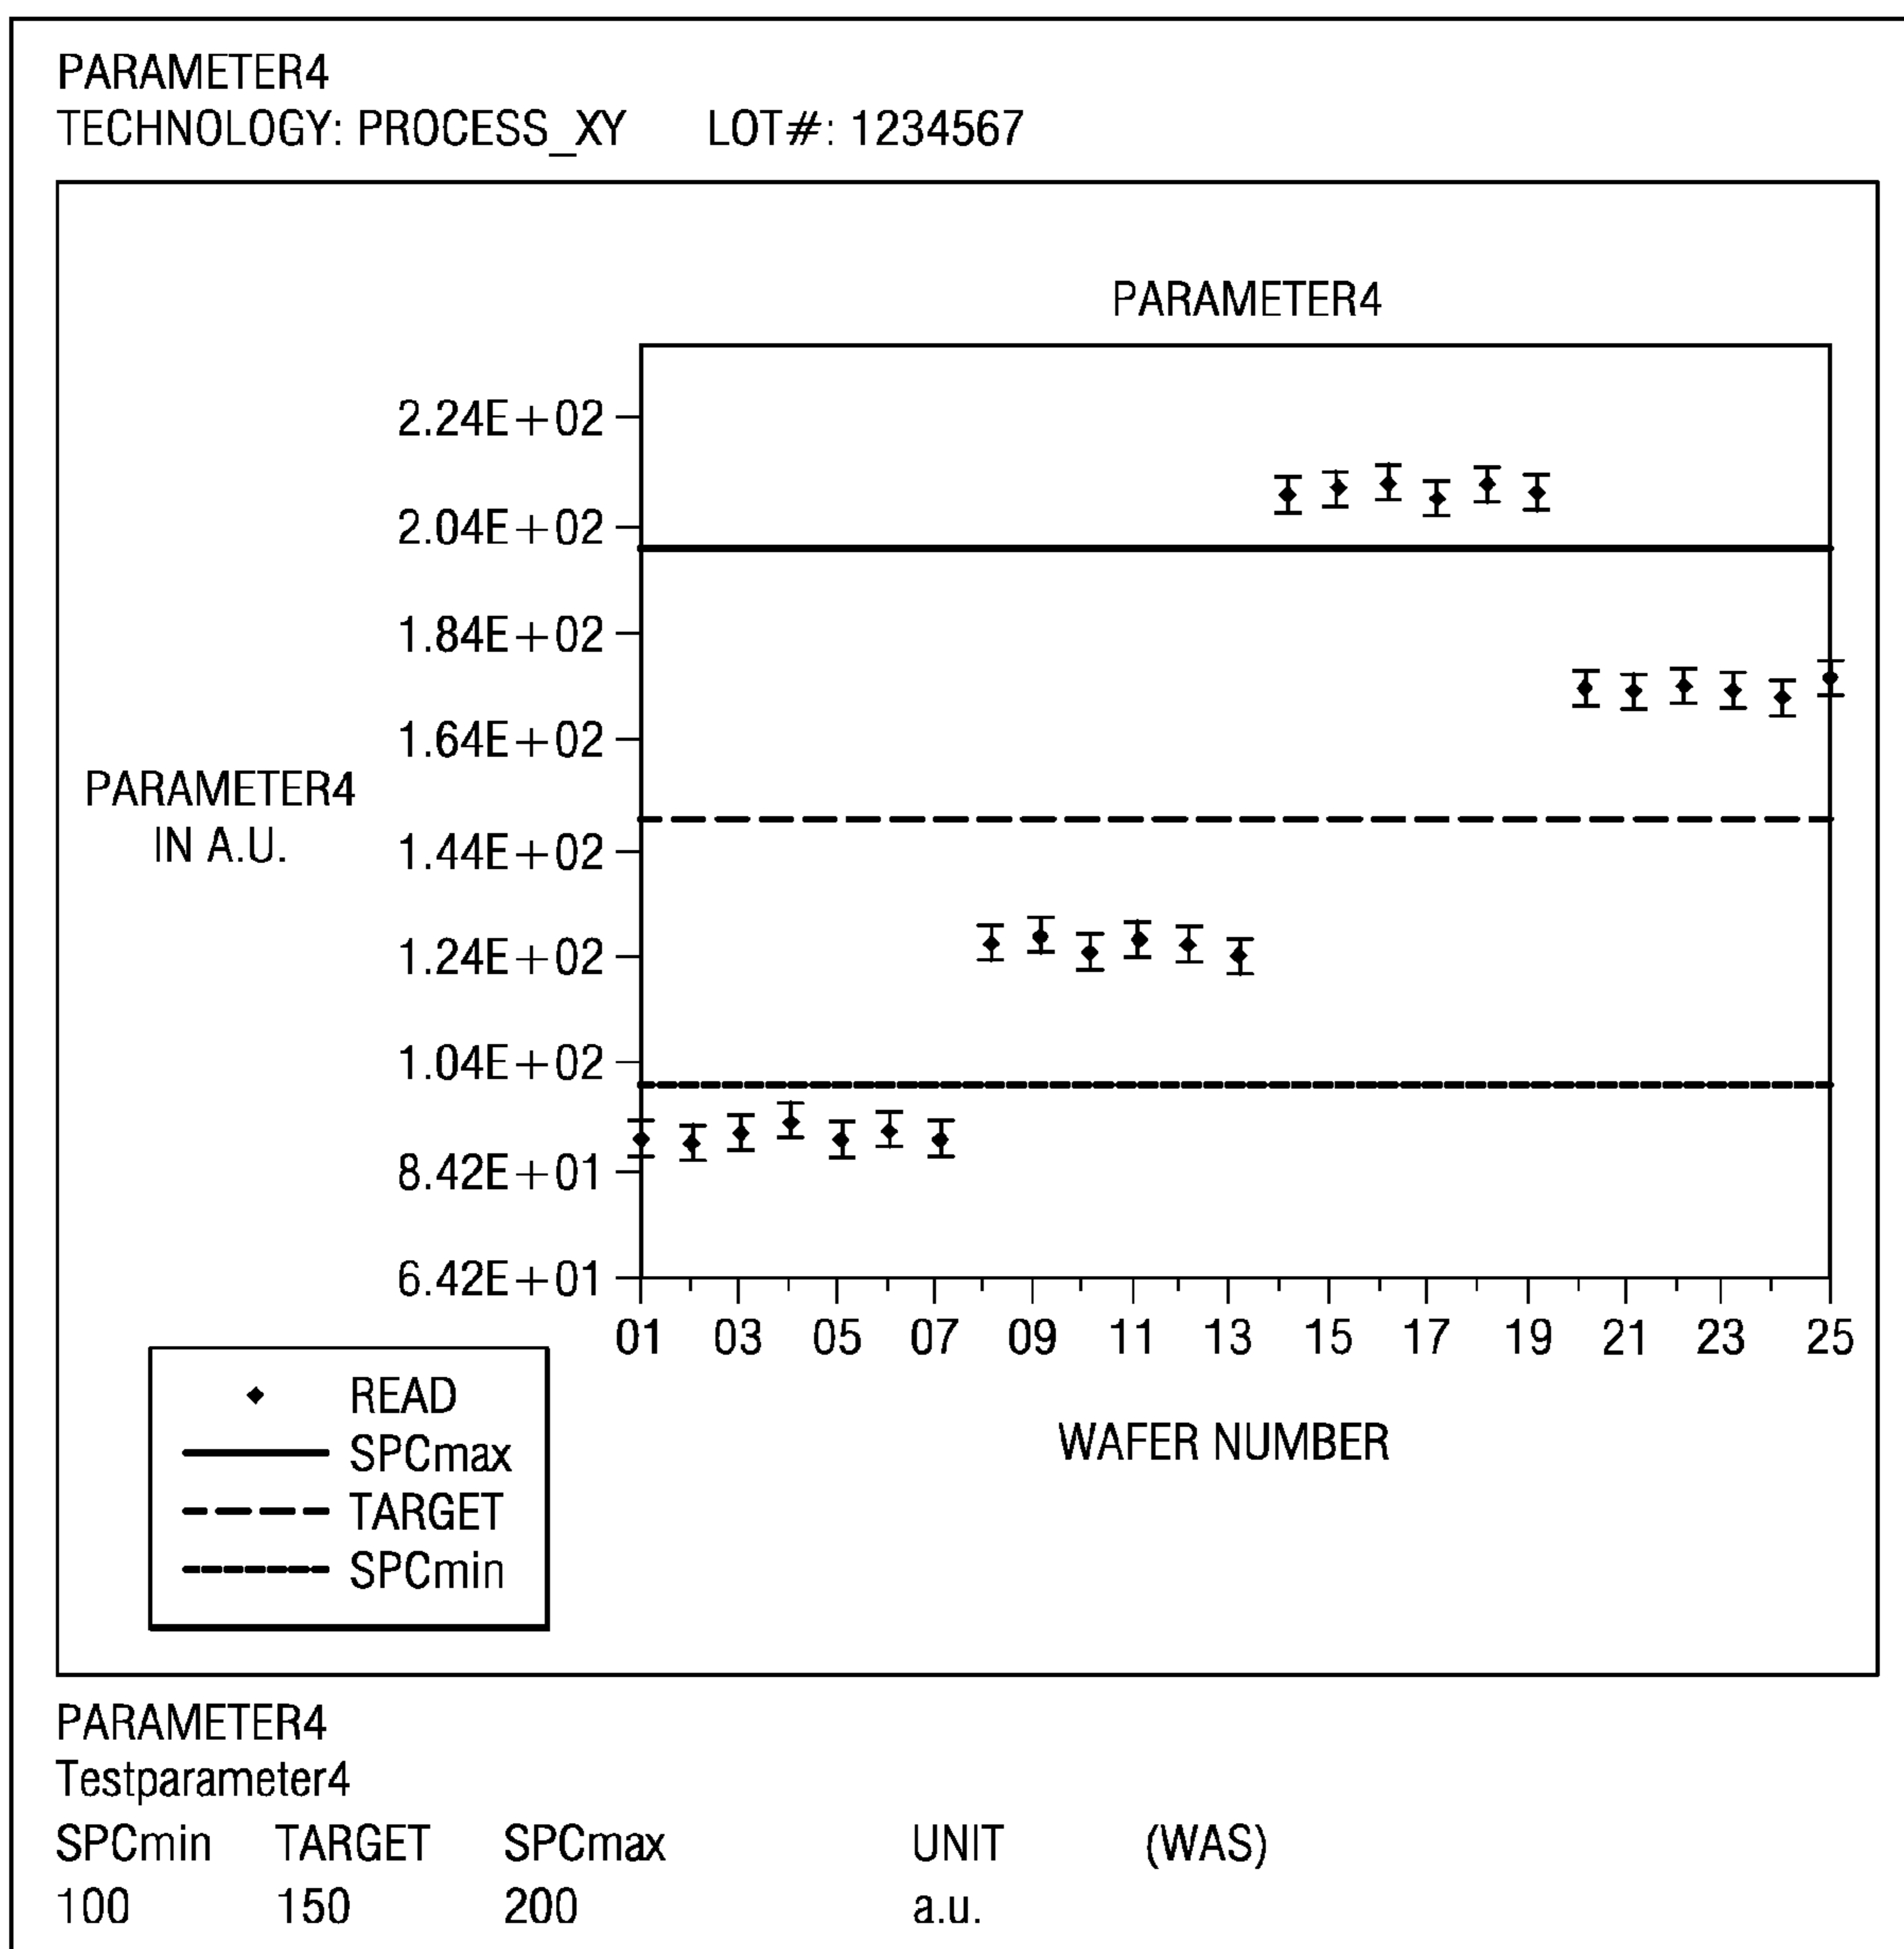 PARAMETER4
TECHNOLOGY: PROCESS_XY LOT#: 1234567
PARAMETER4
2.24E+02
2.04E+02
1.84E+02
1.64E+02
PARAMETER4
IN A.U.
1.44E+02
1.24E+02
1.04E+02
8.42E+01
6.42E+01
01 03 05 07 09 11 13 15 17 19 21 23 25
WAFER NUMBER
READ
SPCmax
TARGET
SPCmin
PARAMETER4
Testparameter4
SPCmin TARGET SPCmax UNIT (WAS)
100 150 200 a.u.